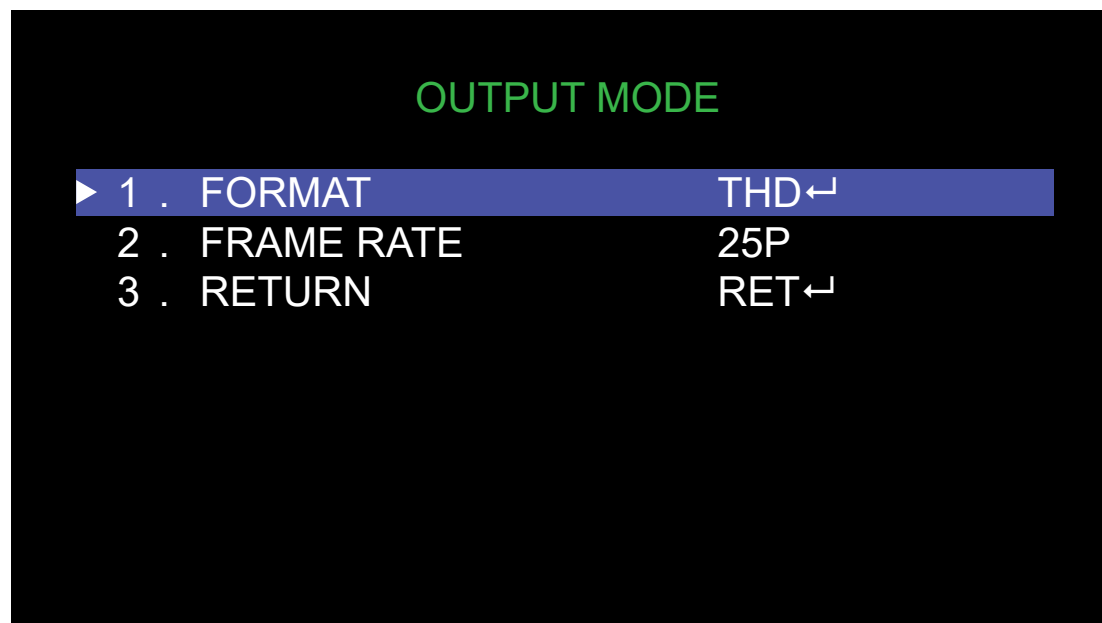 OUTPUT MODE
▶ 1 . FORMAT THD↵
2 . FRAME RATE 25P
3 . RETURN RET↵